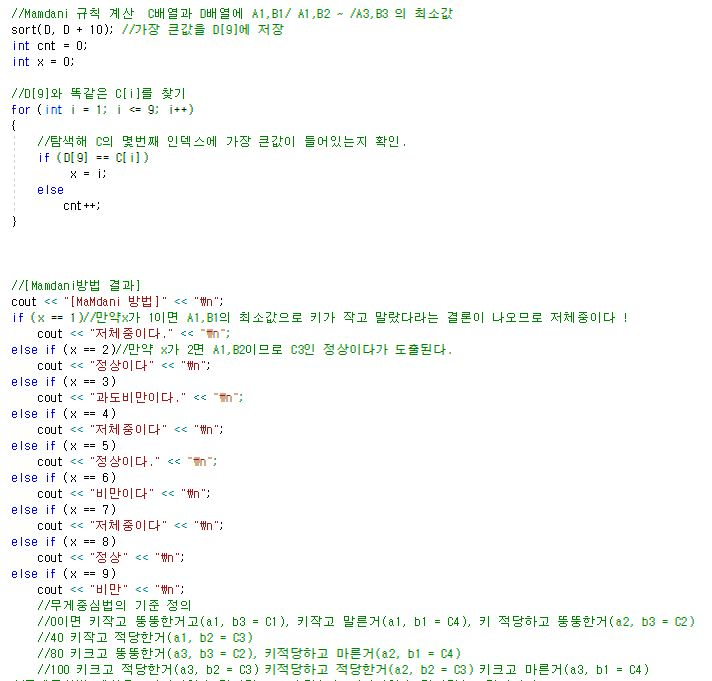 //Mamdani 규칙 계산 C배열과 D배열에 A1,B1/ A1,B2 ~ /A3,B3 의 최소값
sort(D, D + 10); //가장 큰값을 D[9]에 저장
int cnt = 0;
int x = 0;
//D[9]와 똑같은 C[i]를 찾기
for (int i = 1; i <= 9; i++)
{
//탐색해 C의 몇번째 인덱스에 가장 큰값이 들어있는지 확인.
if (D[9] == C[i])
x = i;
else
cnt++;
}
//[Mamdani방법 결과]
cout << "[MaMdani 방법]" << "₩n";
if (x == 1)//만약x가 1이면 A1,B1의 최소값으로 키가 작고 말랐다라는 결론이 나오므로 저체중이다 !
cout << "저체중이다." << "₩n";
else if (x == 2)//만약 x가 2면 A1,B2이므로 C3인 정상이다가 도출된다.
cout << "정상이다" << "₩n";
else if (x == 3)
cout << "과도비만이다." << "₩n";
else if (x == 4)
cout << "저체중이다" << "₩n";
else if (x == 5)
cout << "정상이다." << "₩n";
else if (x == 6)
cout << "비만이다" << "₩n";
else if (x == 7)
cout << "저체중이다" << "₩n";
else if (x == 8)
cout << "정상" << "₩n";
else if (x == 9)
cout << "비만" << "₩n";
//무게중심법의 기준 정의
//0이면 키작고 뚱뚱한거고(a1, b3 = C1), 키작고 말른거(a1, b1 = C4), 키 적당하고 뚱뚱한거(a2, b3 = C2)
//40 키작고 적당한거(a1, b2 = C3)
//80 키크고 뚱뚱한거(a3, b3 = C2), 키적당하고 마른거(a2, b1 = C4)
//100 키크고 적당한거(a3, b2 = C3) 키적당하고 적당한거(a2, b2 = C3) 키크고 마른거(a3, b1 = C4)